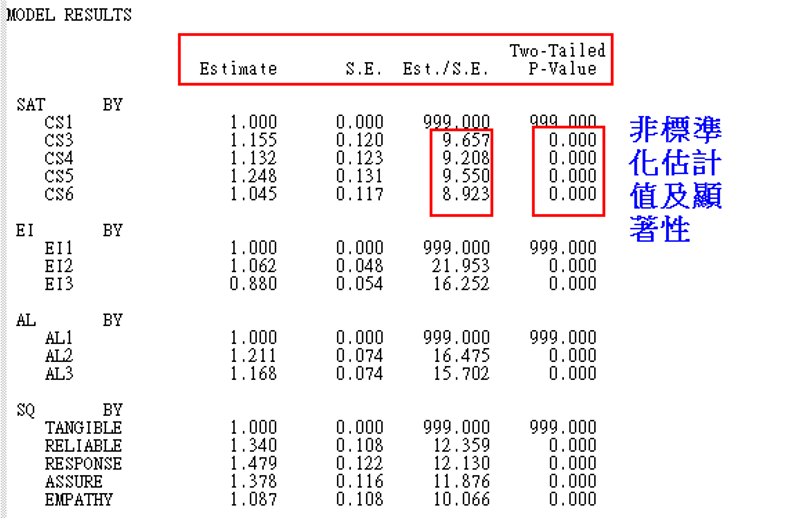 MODEL RESULTS
Two-Tailed
Estimate S.E. Est./S.E. P-Value
SAT BY
CS1 1.000 0.000 999.000 999.000
CS3 1.155 0.120 9.657 0.000
CS4 1.132 0.123 9.208 0.000
CS5 1.248 0.131 9.550 0.000
CS6 1.045 0.117 8.923 0.000
非標準
化估計
值及顯
著性
EI BY
EI1 1.000 0.000 999.000 999.000
EI2 1.062 0.048 21.953 0.000
EI3 0.880 0.054 16.252 0.000
AL BY
AL1 1.000 0.000 999.000 999.000
AL2 1.211 0.074 16.475 0.000
AL3 1.168 0.074 15.702 0.000
SQ BY
TANGIBLE 1.000 0.000 999.000 999.000
RELIABLE 1.340 0.108 12.359 0.000
RESPONSE 1.479 0.122 12.130 0.000
ASSURE 1.378 0.116 11.876 0.000
EMPATHY 1.087 0.108 10.066 0.000